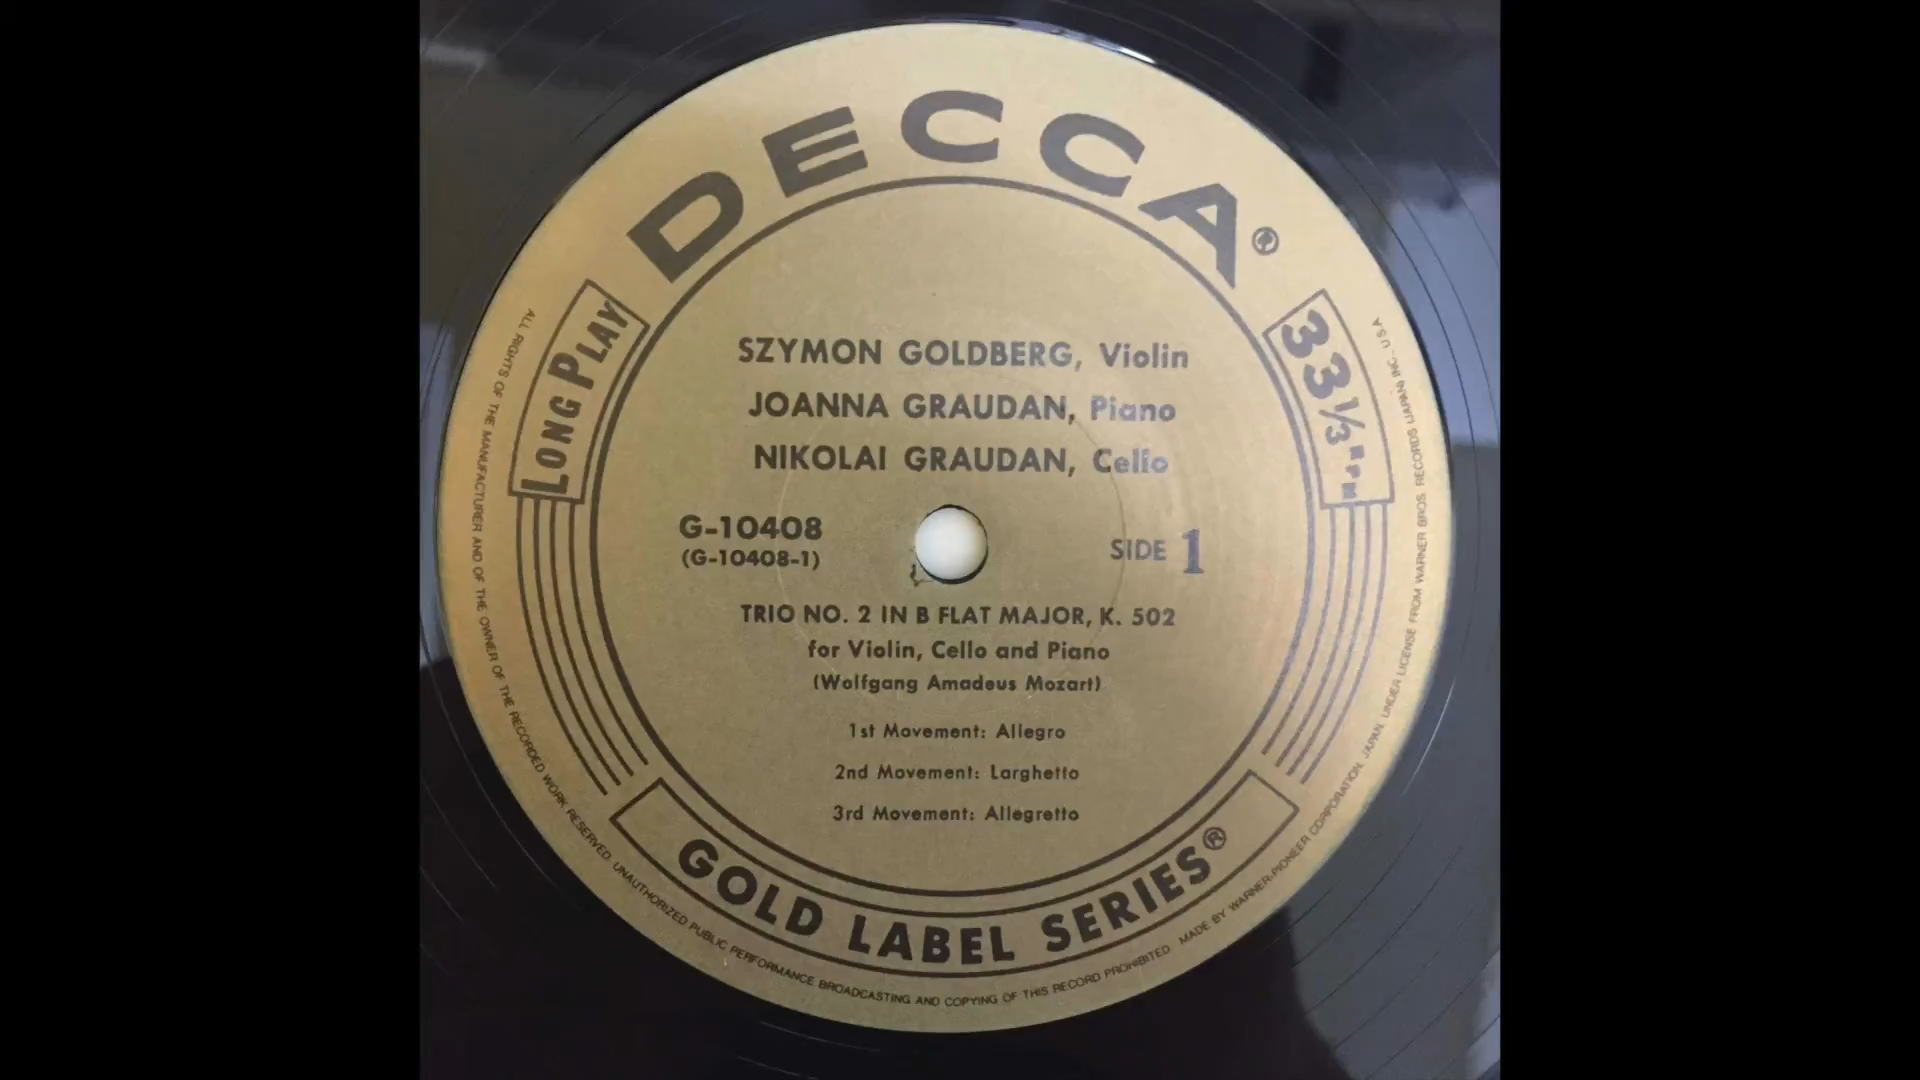 DECCA®
LONG PLAY
33⅓ RPM
SZYMON GOLDBERG, Violin
JOANNA GRAUDAN, Piano
NIKOLAI GRAUDAN, Cello
G-10408
(G-10408-1)
SIDE 1
TRIO NO. 2 IN B FLAT MAJOR, K. 502
for Violin, Cello and Piano
(Wolfgang Amadeus Mozart)
1st Movement: Allegro
2nd Movement: Larghetto
3rd Movement: Allegretto
GOLD LABEL SERIES®
ALL RIGHTS OF THE MANUFACTURER AND OF THE OWNER OF THE RECORDED WORK RESERVED. UNAUTHORIZED PUBLIC PERFORMANCE BROADCASTING AND COPYING OF THIS RECORD PROHIBITED. MADE BY WARNER-PIONEER CORPORATION, JAPAN. UNDER LICENSE FROM WARNER BROS. RECORDS (JAPAN) INC., U.S.A.